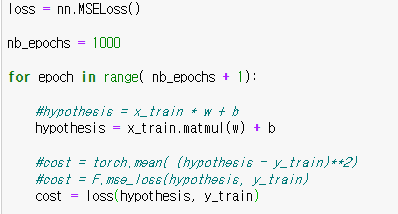 loss = nn.MSELoss()
nb_epochs = 1000
for epoch in range( nb_epochs + 1):
#hypothesis = x_train * w + b
hypothesis = x_train.matmul(w) + b
#cost = torch.mean( (hypothesis - y_train)**2)
#cost = F.mse_loss(hypothesis, y_train)
cost = loss(hypothesis, y_train)